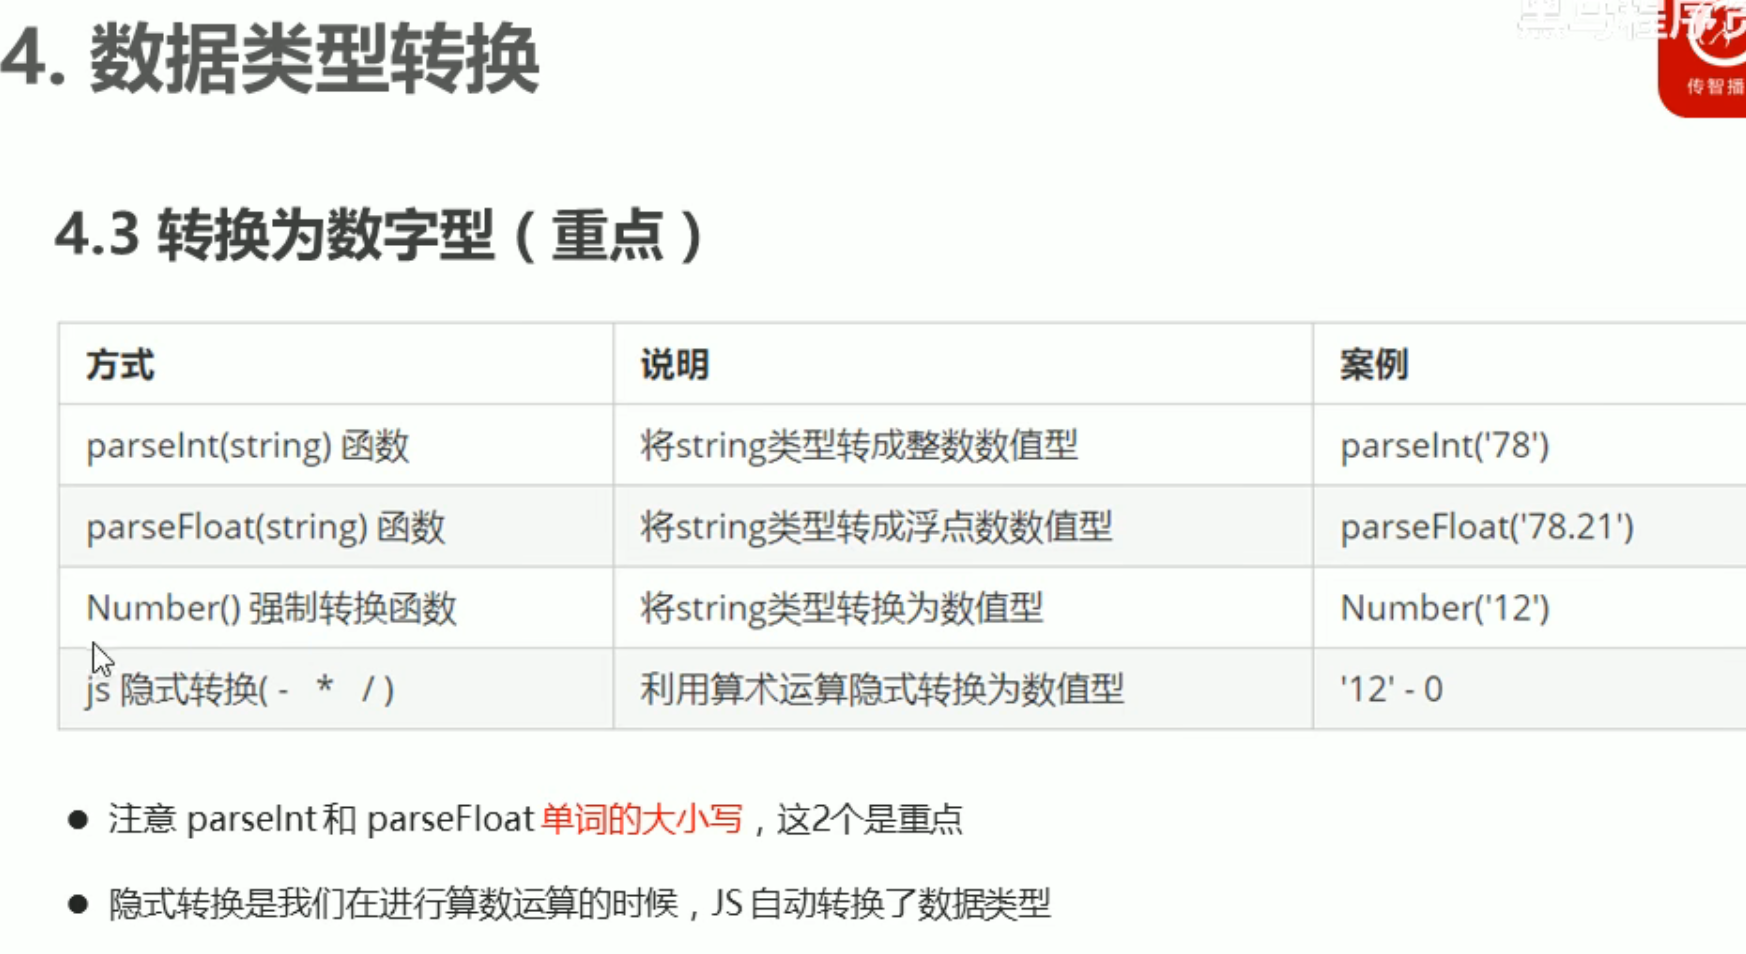 黑马程序员
4. 数据类型转换
传智播
4.3 转换为数字型（重点）
方式 说明 案例
parseInt(string) 函数 将string类型转成整数数值型 parseInt('78')
parseFloat(string) 函数 将string类型转成浮点数数值型 parseFloat('78.21')
Number() 强制转换函数 将string类型转换为数值型 Number('12')
js 隐式转换( - * / ) 利用算术运算隐式转换为数值型 '12' - 0
● 注意 parseInt 和 parseFloat 单词的大小写，这2个是重点
● 隐式转换是我们在进行算数运算的时候，JS 自动转换了数据类型